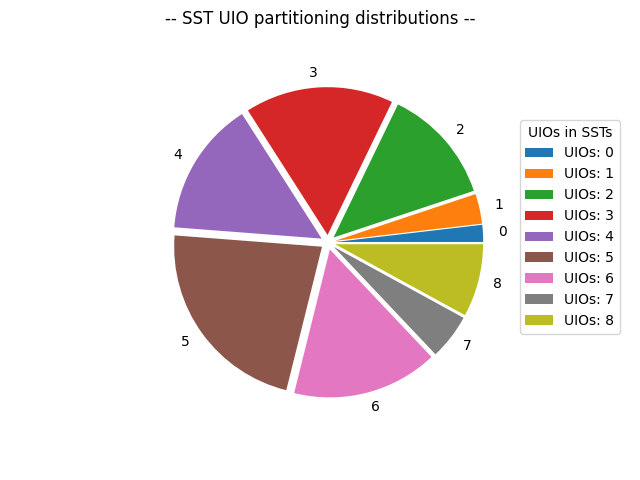 -- SST UIO partitioning distributions --
3
2
4
1
0
8
5
7
6
UIOs in SSTs
UIOs: 0
UIOs: 1
UIOs: 2
UIOs: 3
UIOs: 4
UIOs: 5
UIOs: 6
UIOs: 7
UIOs: 8